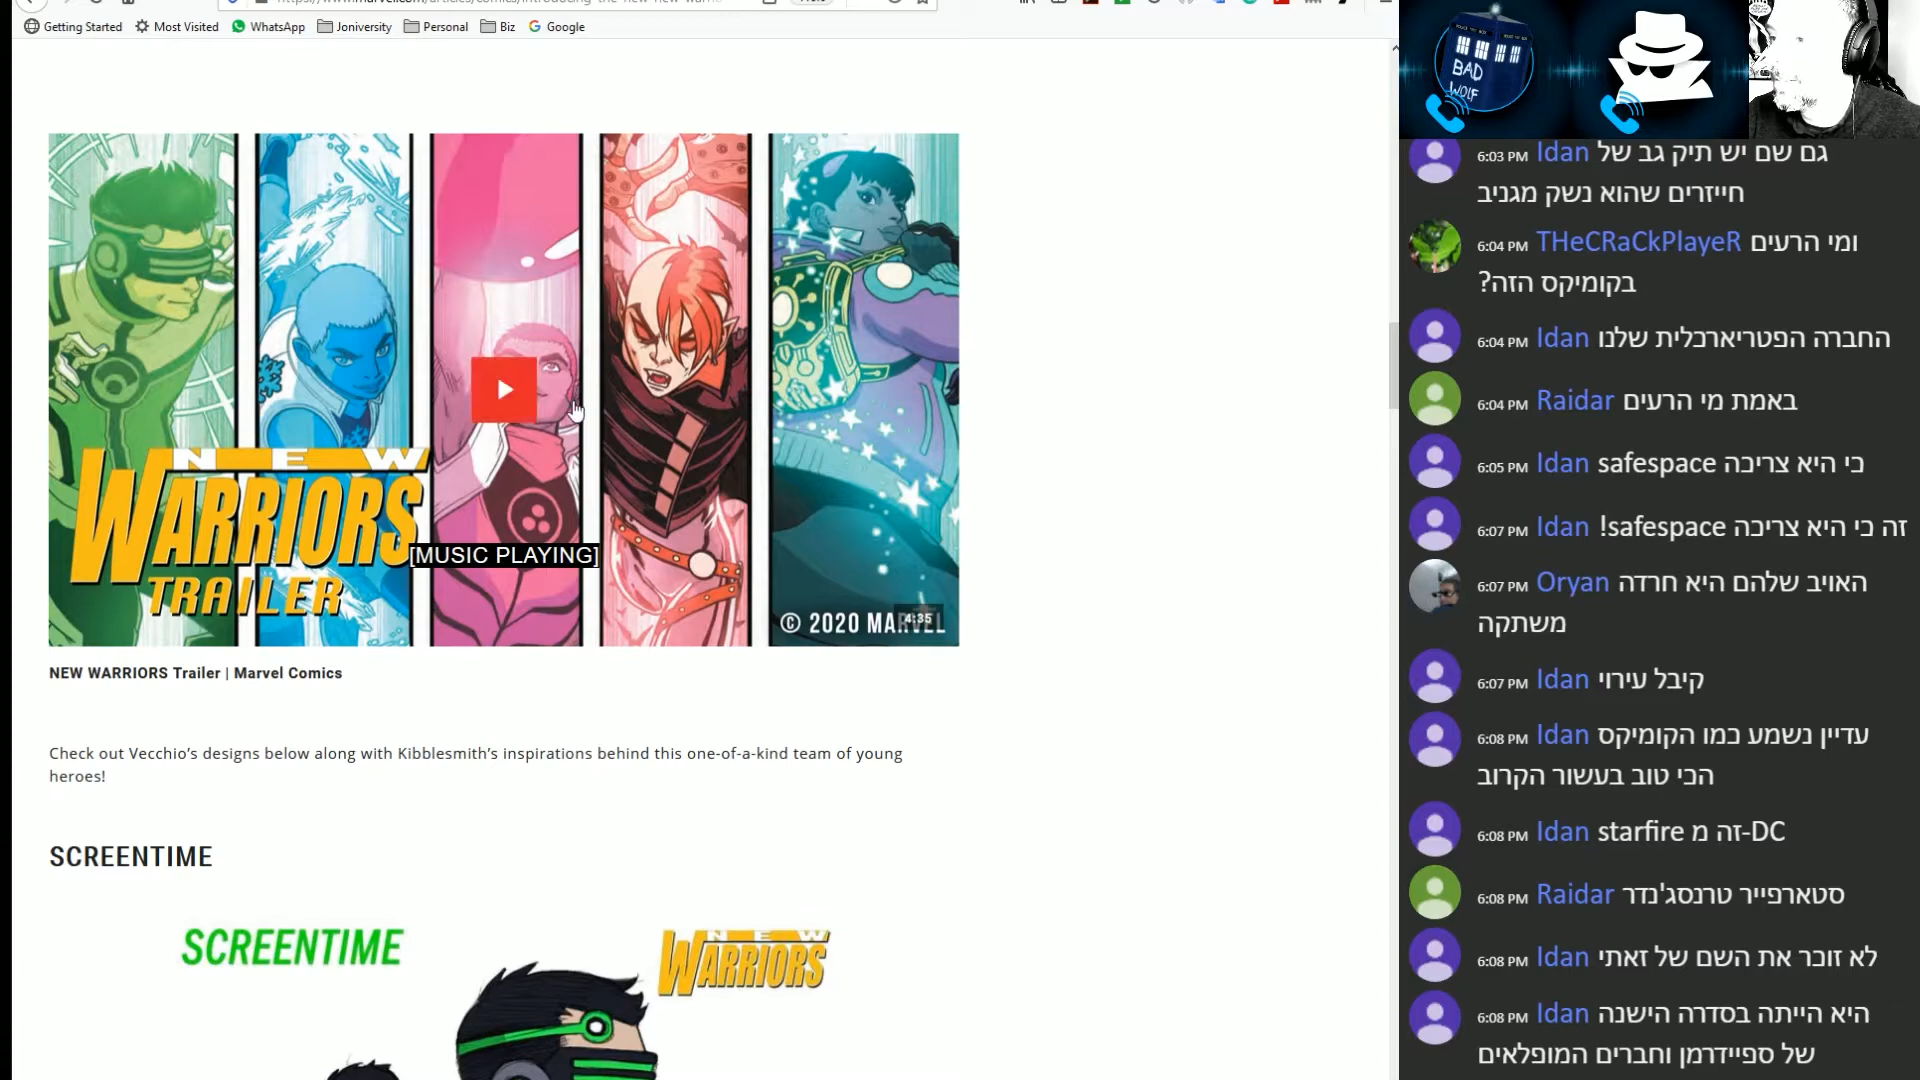 Getting Started
Most Visited
WhatsApp
Joniversity
Personal
Biz
Google
NEW
WARRIORS
TRAILER
[MUSIC PLAYING]
© 2020 MARVEL
4:35
NEW WARRIORS Trailer | Marvel Comics
Check out Vecchio's designs below along with Kibblesmith's inspirations behind this one-of-a-kind team of young
heroes!
SCREENTIME
SCREENTIME
NEW
WARRIORS
BAD
WOLF
6:03 PM Idan גם שם יש תיק גב של
חייזרים שהוא נשק מגניב
6:04 PM THeCRaCkPlayeR ומי הרעים
בקומיקס הזה?
6:04 PM Idan החברה הפטריארכלית שלנו
6:04 PM Raidar באמת מי הרעים
6:05 PM Idan כי היא צריכה safespace
6:07 PM Idan זה כי היא צריכה safespace!
6:07 PM Oryan האויב שלהם היא חרדה
משתקה
6:07 PM Idan קיבל עירוי
6:08 PM Idan עדיין נשמע כמו הקומיקס
הכי טוב בעשור הקרוב
6:08 PM Idan starfire זה מ-DC
6:08 PM Raidar סטארפייר טרנסג'נדר
6:08 PM Idan לא זוכר את השם של זאתי
6:08 PM Idan היא הייתה בסדרה הישנה
של ספיידרמן וחברים המופלאים